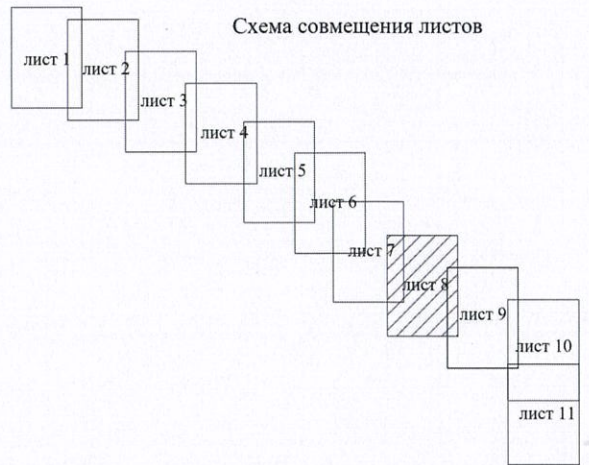 Схема совмещения листов
лист 1
лист 2
лист 3
лист 4
лист 5
лист 6
лист 7
лист 8
лист 9
лист 10
лист 11